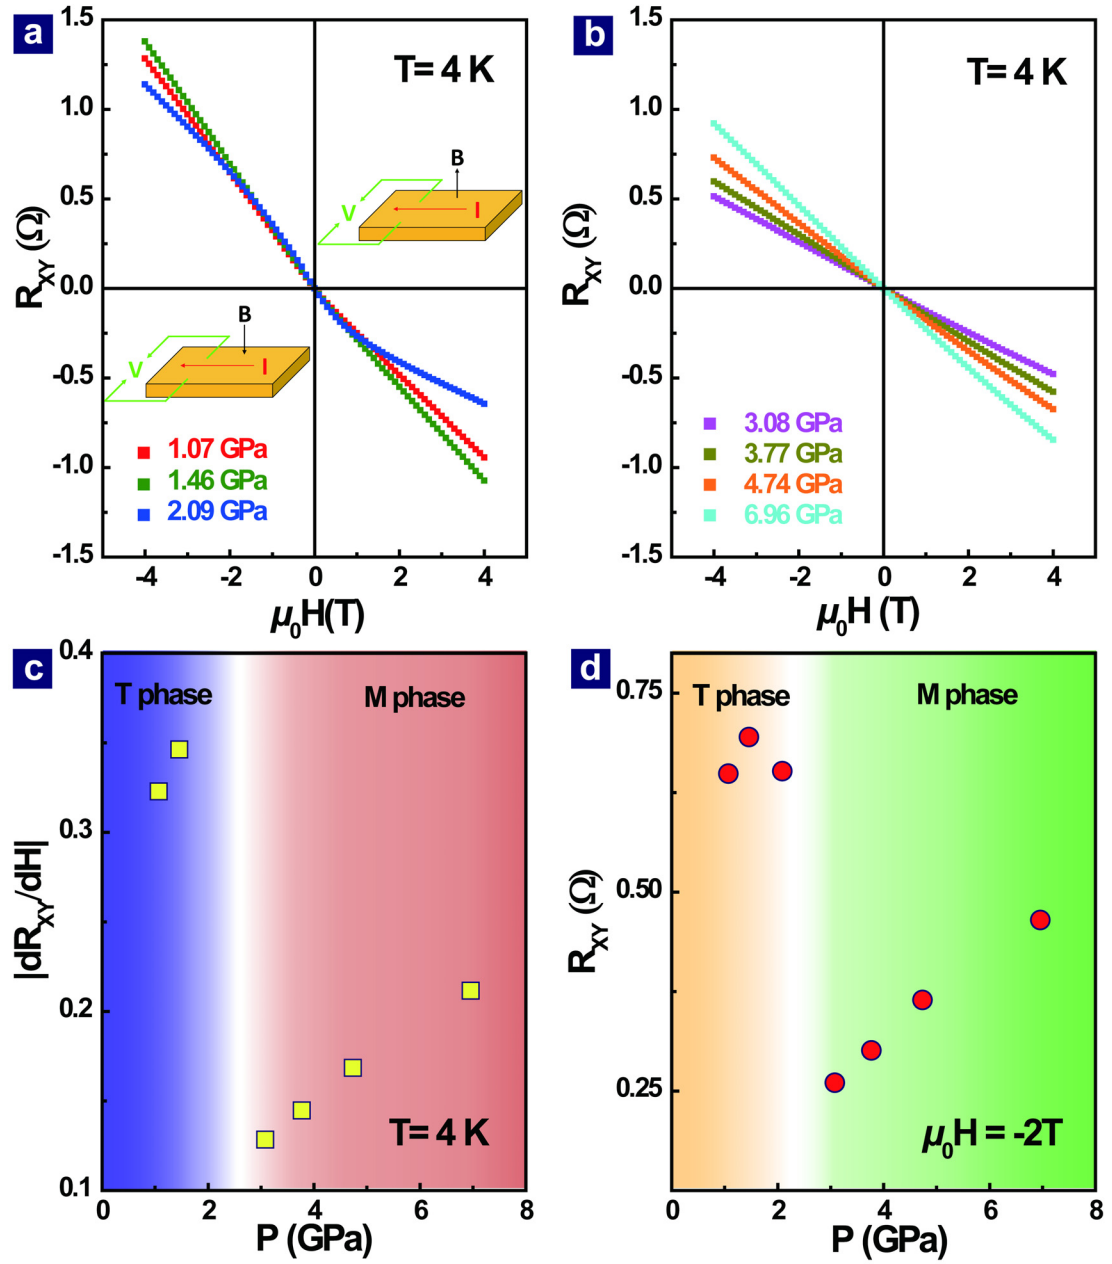 a
1.5
1.0
0.5
0.0
-0.5
-1.0
-1.5
R_XY (Ω)
T= 4 K
B
V
I
B
V
I
1.07 GPa
1.46 GPa
2.09 GPa
-4 -2 0 2 4
μ₀H(T)
b
1.5
1.0
0.5
0.0
-0.5
-1.0
-1.5
R_XY (Ω)
T= 4 K
3.08 GPa
3.77 GPa
4.74 GPa
6.96 GPa
-4 -2 0 2 4
μ₀H (T)
c
0.4
0.3
0.2
0.1
|dR_XY/dH|
T phase
M phase
T= 4 K
0 2 4 6 8
P (GPa)
d
0.75
0.50
0.25
R_XY (Ω)
T phase
M phase
μ₀H = -2T
0 2 4 6 8
P (GPa)